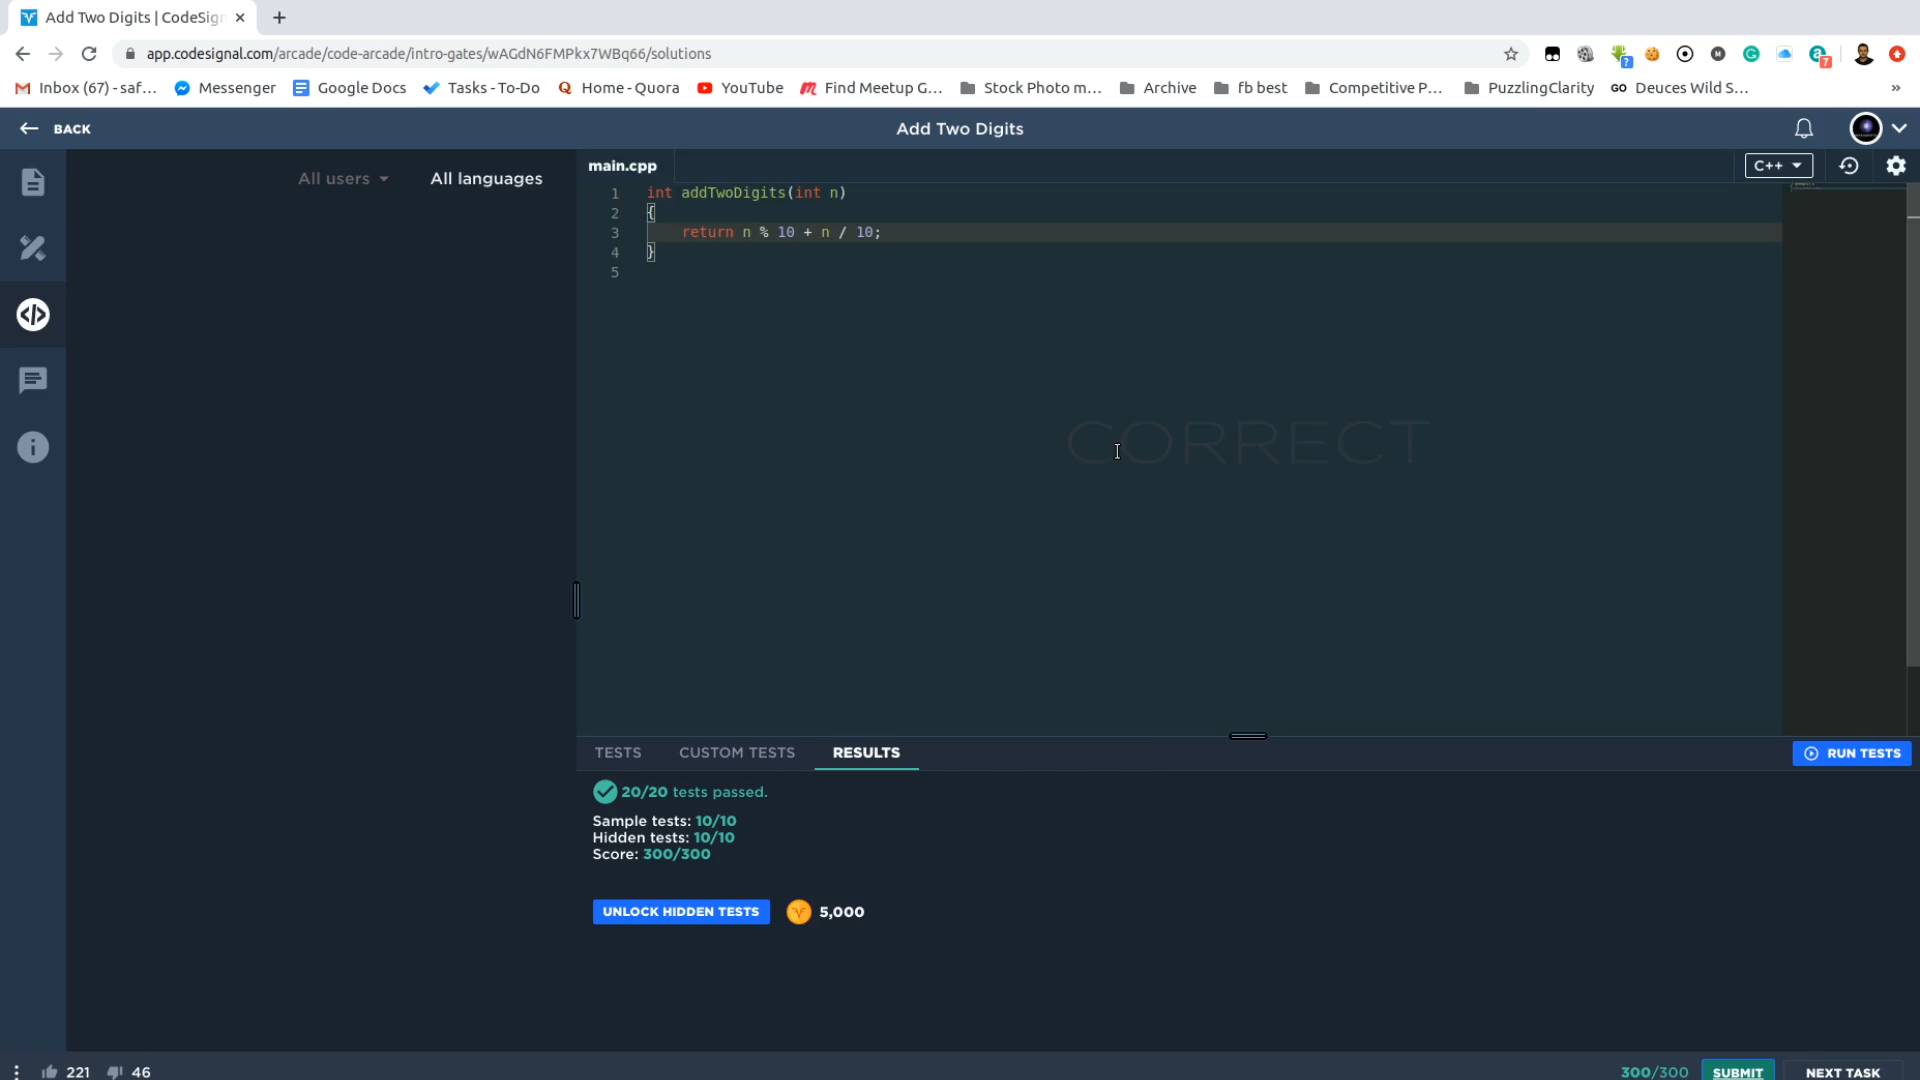 Add Two Digits | CodeSign
app.codesignal.com/arcade/code-arcade/intro-gates/wAGdN6FMPkx7WBq66/solutions
Inbox (67) - saf... Messenger Google Docs Tasks - To-Do Home - Quora YouTube Find Meetup G... Stock Photo m... Archive fb best Competitive P... PuzzlingClarity GO Deuces Wild S... »
BACK Add Two Digits
All users All languages main.cpp C++
1 int addTwoDigits(int n)
2 {
3 return n % 10 + n / 10;
4 }
5
CORRECT
TESTS CUSTOM TESTS RESULTS RUN TESTS
20/20 tests passed.
Sample tests: 10/10
Hidden tests: 10/10
Score: 300/300
UNLOCK HIDDEN TESTS 5,000
221 46 300/300 SUBMIT NEXT TASK